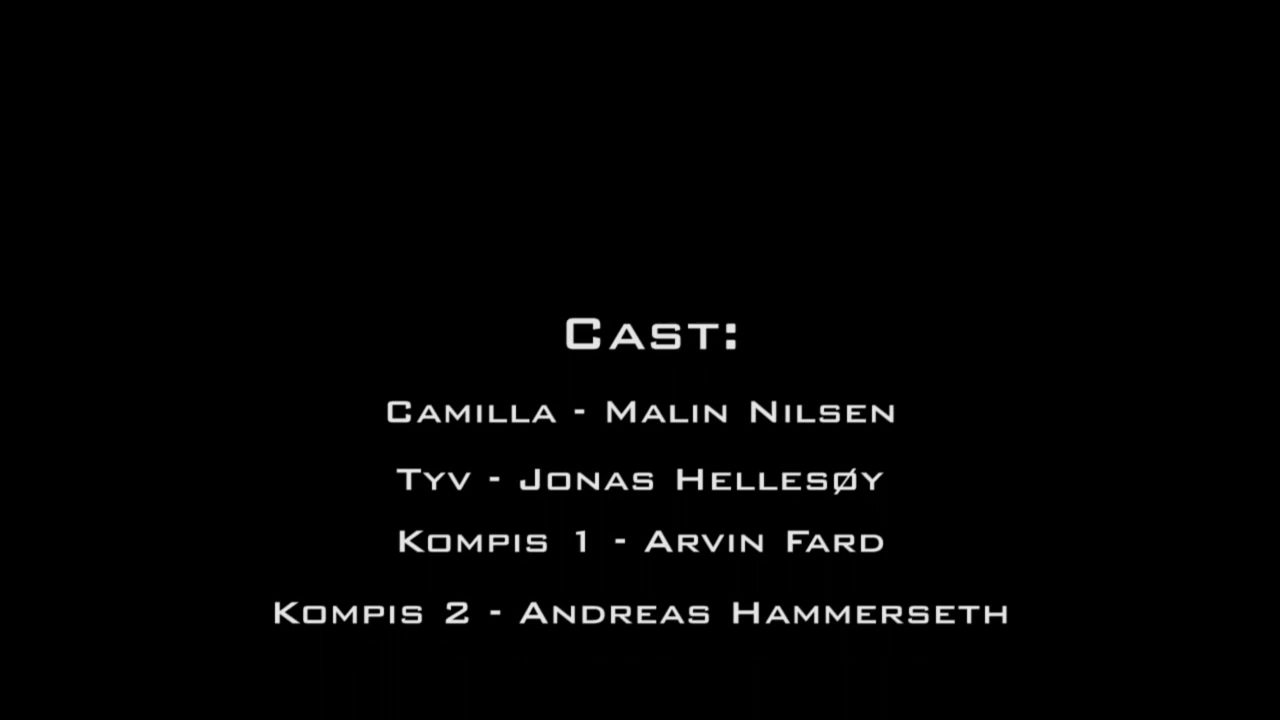 Cast:
Camilla - Malin Nilsen
Tyv - Jonas Hellesøy
Kompis 1 - Arvin Fard
Kompis 2 - Andreas Hammerseth